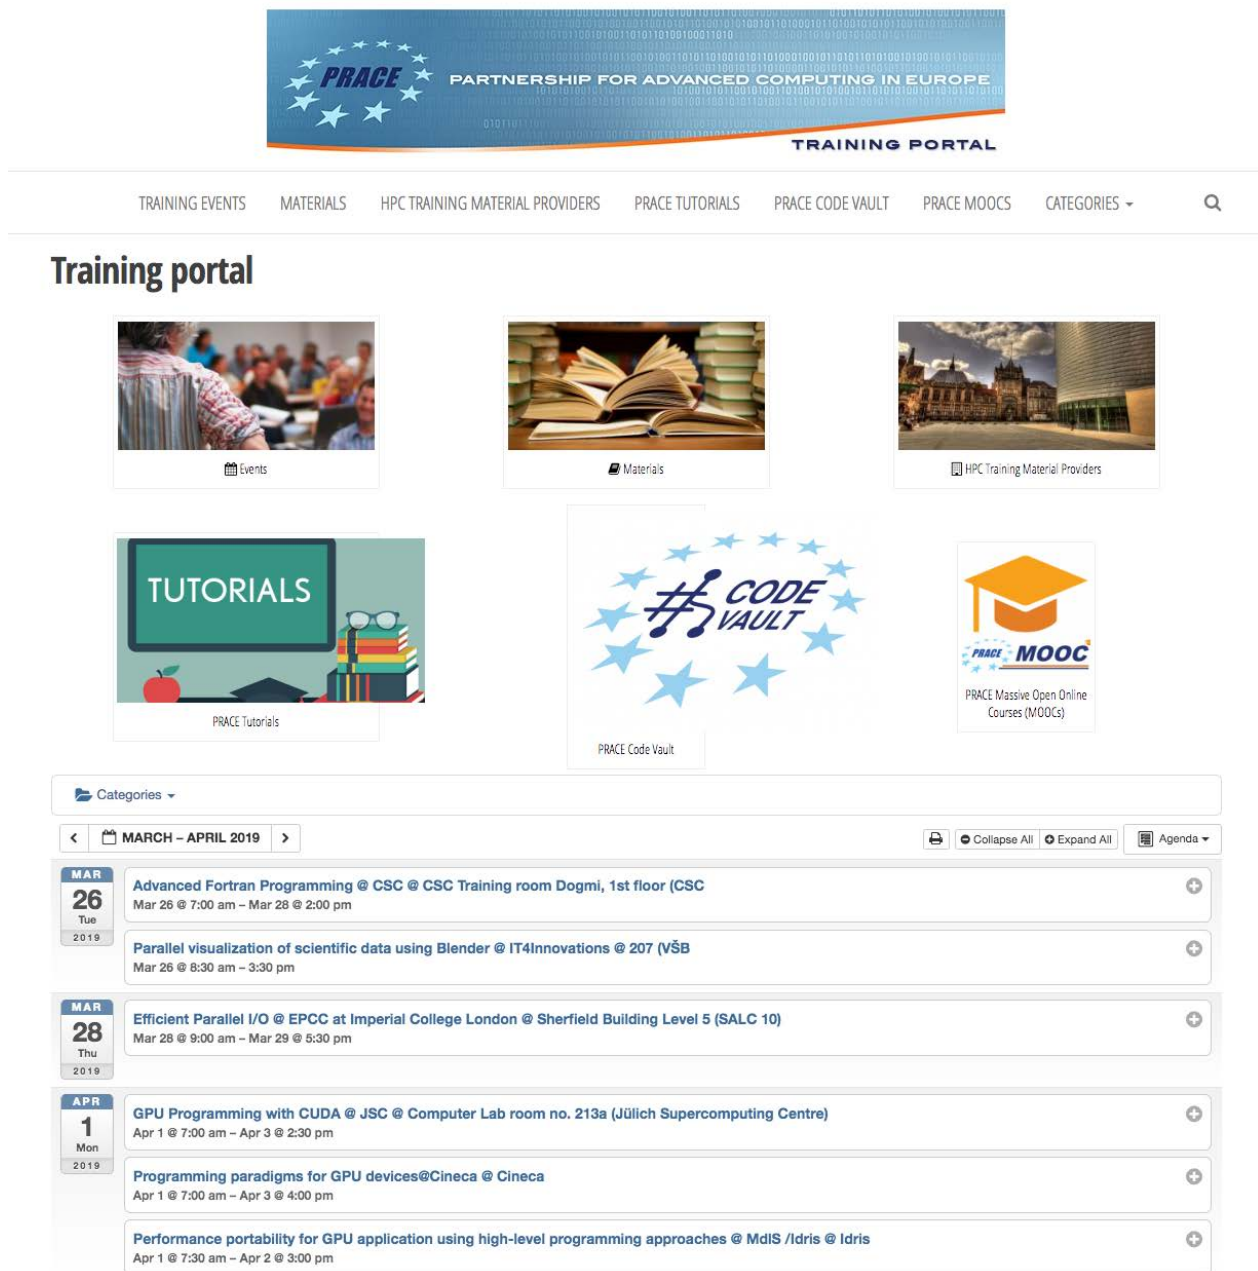 PRACE
PARTNERSHIP FOR ADVANCED COMPUTING IN EUROPE
TRAINING PORTAL
TRAINING EVENTS MATERIALS HPC TRAINING MATERIAL PROVIDERS PRACE TUTORIALS PRACE CODE VAULT PRACE MOOCS CATEGORIES
Training portal
Events Materials HPC Training Material Providers
TUTORIALS
CODE
VAULT
PRACE MOOC
PRACE Tutorials
PRACE Code Vault
PRACE Massive Open Online
Courses (MOOCs)
Categories
MARCH – APRIL 2019 Collapse All Expand All Agenda
MAR
26
Tue
2019
Advanced Fortran Programming @ CSC @ CSC Training room Dogmi, 1st floor (CSC
Mar 26 @ 7:00 am – Mar 28 @ 2:00 pm
Parallel visualization of scientific data using Blender @ IT4Innovations @ 207 (VŠB
Mar 26 @ 8:30 am – 3:30 pm
MAR
28
Thu
2019
Efficient Parallel I/O @ EPCC at Imperial College London @ Sherfield Building Level 5 (SALC 10)
Mar 28 @ 9:00 am – Mar 29 @ 5:30 pm
APR
1
Mon
2019
GPU Programming with CUDA @ JSC @ Computer Lab room no. 213a (Jülich Supercomputing Centre)
Apr 1 @ 7:00 am – Apr 3 @ 2:30 pm
Programming paradigms for GPU devices@Cineca @ Cineca
Apr 1 @ 7:00 am – Apr 3 @ 4:00 pm
Performance portability for GPU application using high-level programming approaches @ MdlS /Idris @ Idris
Apr 1 @ 7:30 am – Apr 2 @ 3:00 pm